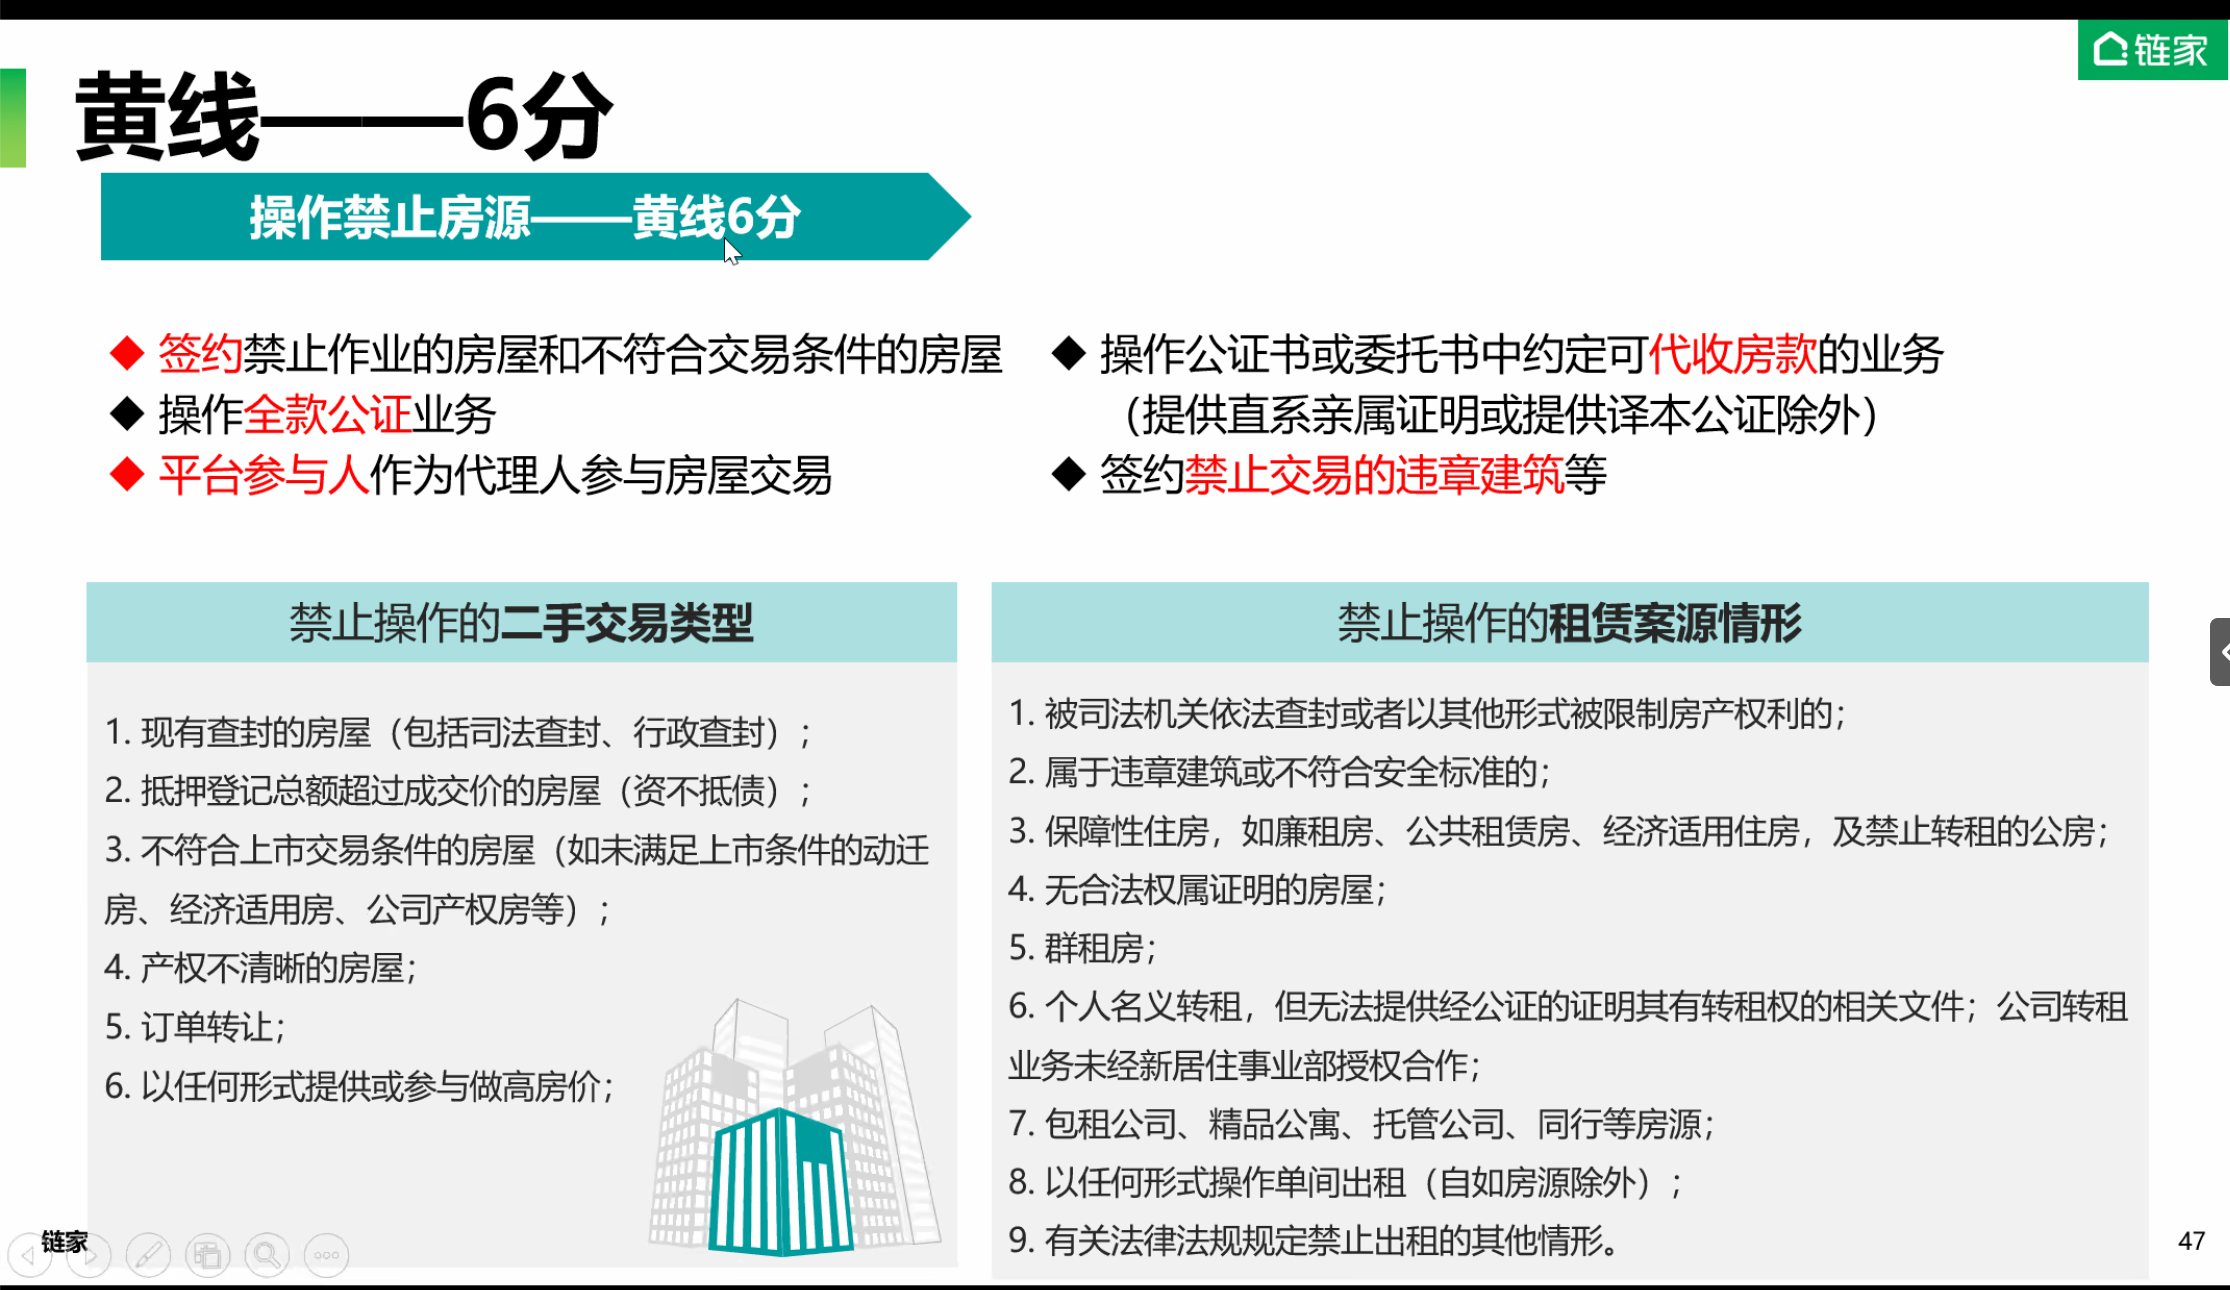 链家
黄线——6分
操作禁止房源——黄线6分
◆ 签约禁止作业的房屋和不符合交易条件的房屋
◆ 操作全款公证业务
◆ 平台参与人作为代理人参与房屋交易
◆ 操作公证书或委托书中约定可代收房款的业务
（提供直系亲属证明或提供译本公证除外）
◆ 签约禁止交易的违章建筑等
禁止操作的二手交易类型
1. 现有查封的房屋（包括司法查封、行政查封）；
2. 抵押登记总额超过成交价的房屋（资不抵债）；
3. 不符合上市交易条件的房屋（如未满足上市条件的动迁
房、经济适用房、公司产权房等）；
4. 产权不清晰的房屋；
5. 订单转让；
6. 以任何形式提供或参与做高房价；
禁止操作的租赁案源情形
1. 被司法机关依法查封或者以其他形式被限制房产权利的；
2. 属于违章建筑或不符合安全标准的；
3. 保障性住房，如廉租房、公共租赁房、经济适用住房，及禁止转租的公房；
4. 无合法权属证明的房屋；
5. 群租房；
6. 个人名义转租，但无法提供经公证的证明其有转租权的相关文件；公司转租
业务未经新居住事业部授权合作；
7. 包租公司、精品公寓、托管公司、同行等房源；
8. 以任何形式操作单间出租（自如房源除外）；
9. 有关法律法规规定禁止出租的其他情形。
链家
47